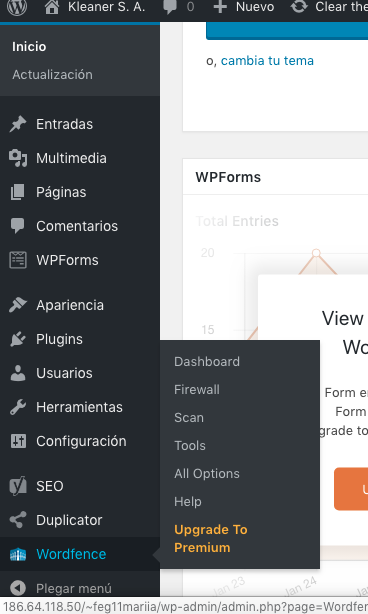 Kleaner S. A. 0 Nuevo Clear the
Inicio
Actualización
o, cambia tu tema
Entradas
Multimedia
Páginas
Comentarios
WPForms
Apariencia
Plugins
Usuarios
Herramientas
Configuración
SEO
Duplicator
Wordfence
Plegar menú
Dashboard
Firewall
Scan
Tools
All Options
Help
Upgrade To
Premium
WPForms
Total Entries
20
15
View
Wo
Form e
Form
grade to
U
Jan 23
Jan 24
186.64.118.50/~feg11mariia/wp-admin/admin.php?page=Wordfer